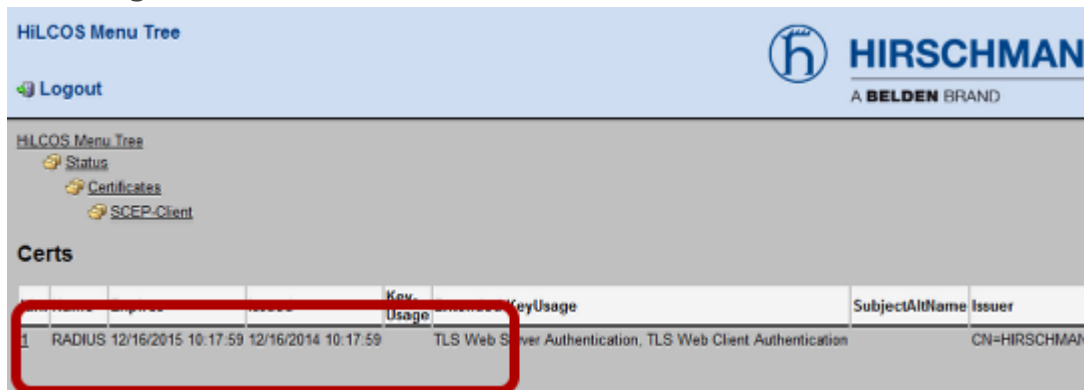 HiLCOS Menu Tree
Logout
HIRSCHMAN
A BELDEN BRAND
HiLCOS Menu Tree
Status
Certificates
SCEP-Client
Certs
Key-
Usage KeyUsage SubjectAltName Issuer
1 RADIUS 12/16/2015 10:17:59 12/16/2014 10:17:59 TLS Web Server Authentication, TLS Web Client Authentication CN=HIRSCHMAN